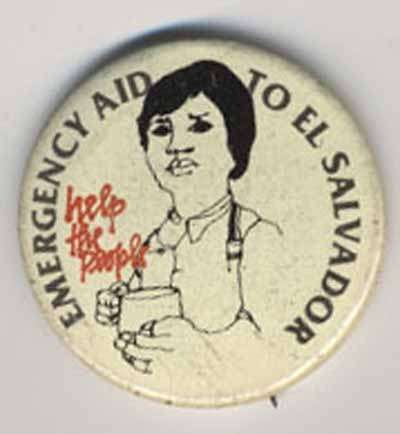 EMERGENCY AID TO EL SALVADOR
help
the
people